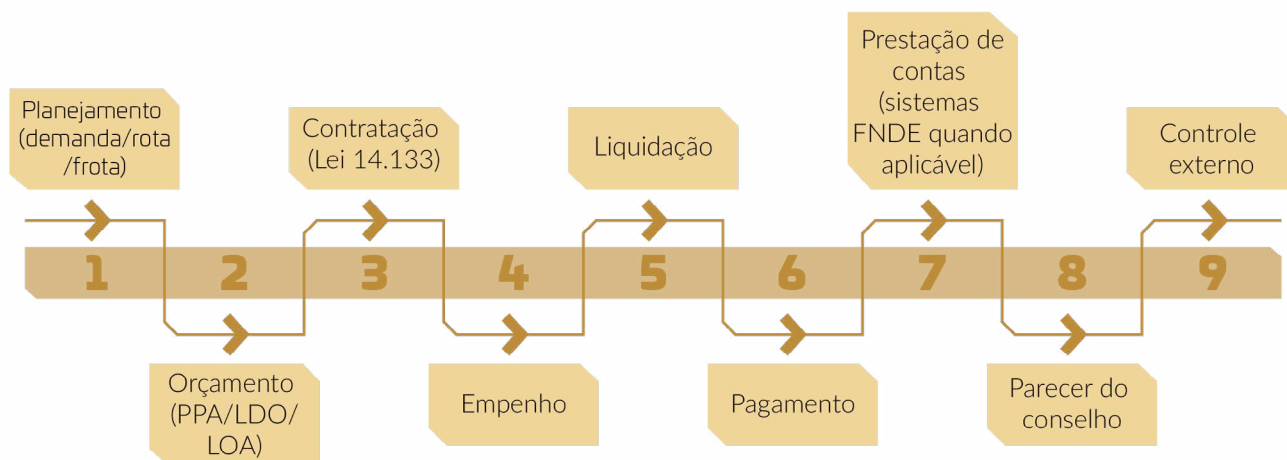 Planejamento
(demanda/rota
/frota)
Contratação
(Lei 14.133)
Liquidação
Prestação de
contas
(sistemas
FNDE quando
aplicável)
Controle
externo
1 2 3 4 5 6 7 8 9
Orçamento
(PPA/LDO/
LOA)
Empenho
Pagamento
Parecer do
conselho